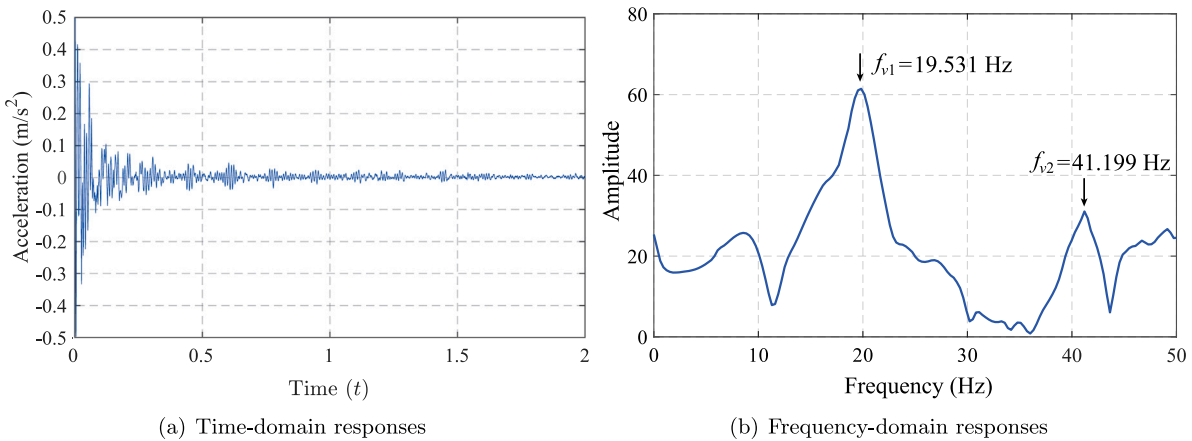 0.5
0.4
0.3
0.2
0.1
0
-0.1
-0.2
-0.3
-0.4
-0.5
Acceleration (m/s²)
0 0.5 1 1.5 2
Time (t)
(a) Time-domain responses
80
60
40
20
0
Amplitude
fv1=19.531 Hz
fv2=41.199 Hz
0 10 20 30 40 50
Frequency (Hz)
(b) Frequency-domain responses